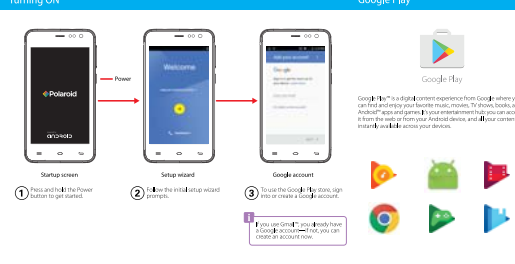 Turning ON
Google Play
Power
Polaroid
android
Welcome
Add your account
Google
Startup screen
Setup wizard
Google account
1 Press and hold the Power
button to get started.
2 Follow the initial setup wizard
prompts.
3 To use the Google Play store, sign
into or create a Google account.
i
If you use Gmail™, you already have
a Google account—if not, you can
create an account now.
Google Play
Google Play™ is a digital content experience from Google where y
can find and enjoy your favorite music, movies, TV shows, books, a
Android™ apps and games. It's your entertainment hub: you can acc
it from the web or from your Android device, and all your conten
instantly available across your devices.